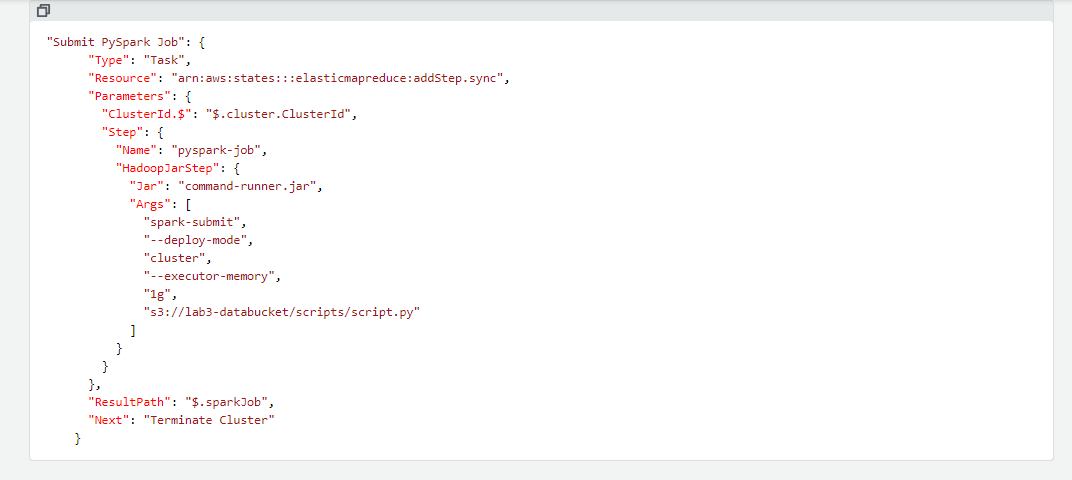 "Submit PySpark Job": {
"Type": "Task",
"Resource": "arn:aws:states:::elasticmapreduce:addStep.sync",
"Parameters": {
"ClusterId.$": "$.cluster.ClusterId",
"Step": {
"Name": "pyspark-job",
"HadoopJarStep": {
"Jar": "command-runner.jar",
"Args": [
"spark-submit",
"--deploy-mode",
"cluster",
"--executor-memory",
"1g",
"s3://lab3-databucket/scripts/script.py"
]
}
}
},
"ResultPath": "$.sparkJob",
"Next": "Terminate Cluster"
}